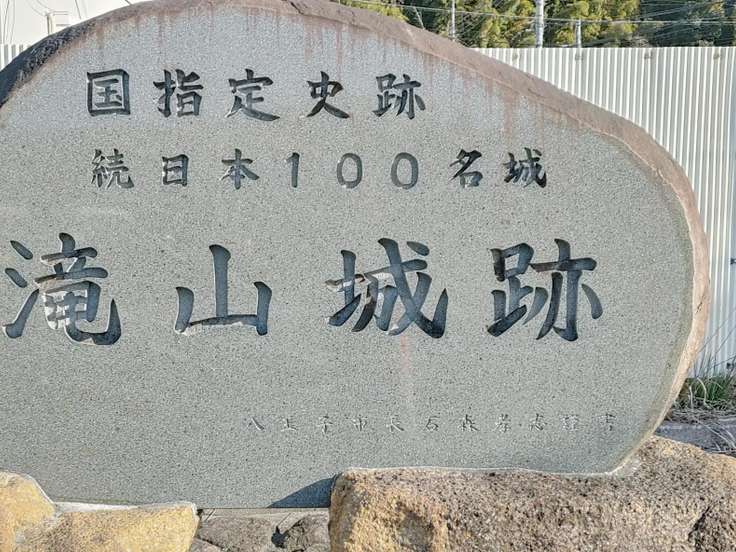 国指定史跡
続日本100名城
滝山城跡
八王子市長石森孝志謹書